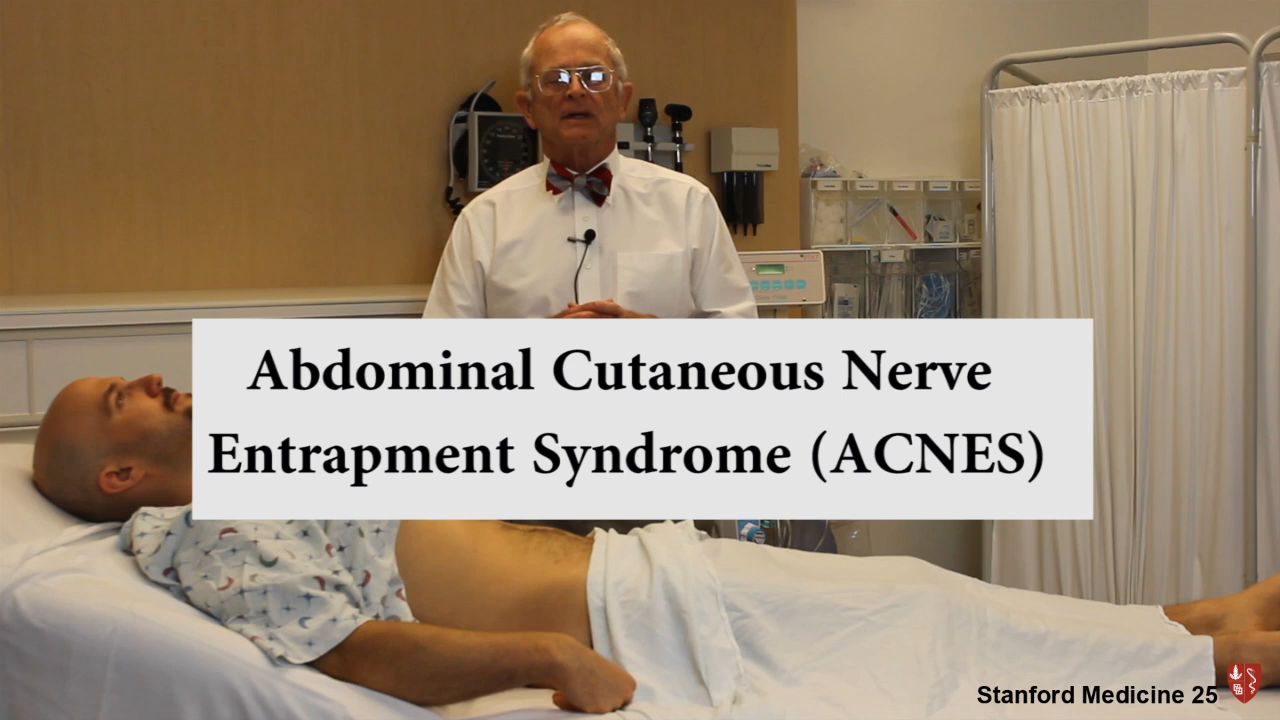 Abdominal Cutaneous Nerve
Entrapment Syndrome (ACNES)
Stanford Medicine 25